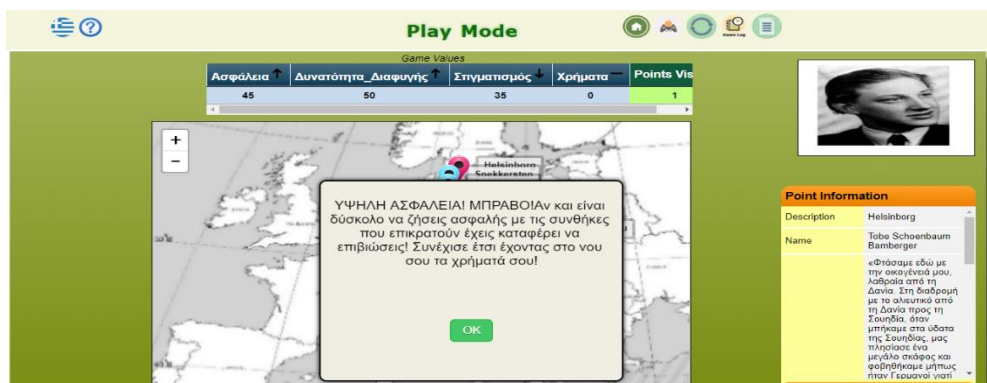 Play Mode
Game Log
Game Values
Ασφάλεια Δυνατότητα_Διαφυγής Στιγματισμός Χρήματα Points Vis
45 50 35 0 1
+
−
Helsinborg
Snekkersten
ΥΨΗΛΗ ΑΣΦΑΛΕΙΑ! ΜΠΡΑΒΟ!Αν και είναι
δύσκολο να ζήσεις ασφαλής με τις συνθήκες
που επικρατούν έχεις καταφέρει να
επιβιώσεις! Συνέχισε έτσι έχοντας στο νου
σου τα χρήματά σου!
OK
Point Information
Description Helsinborg
Name Tobe Schoenbaum
Bamberger
«Φτάσαμε εδώ με
την οικογένειά μου,
λαθραία από τη
Δανία. Στη διαδρομή
με το αλιευτικό από
τη Δανία προς τη
Σουηδία, όταν
μπήκαμε στα ύδατα
της Σουηδίας, μας
πλησίασε ένα
μεγάλο σκάφος και
φοβηθήκαμε μήπως
ήταν Γερμανοί γιατί